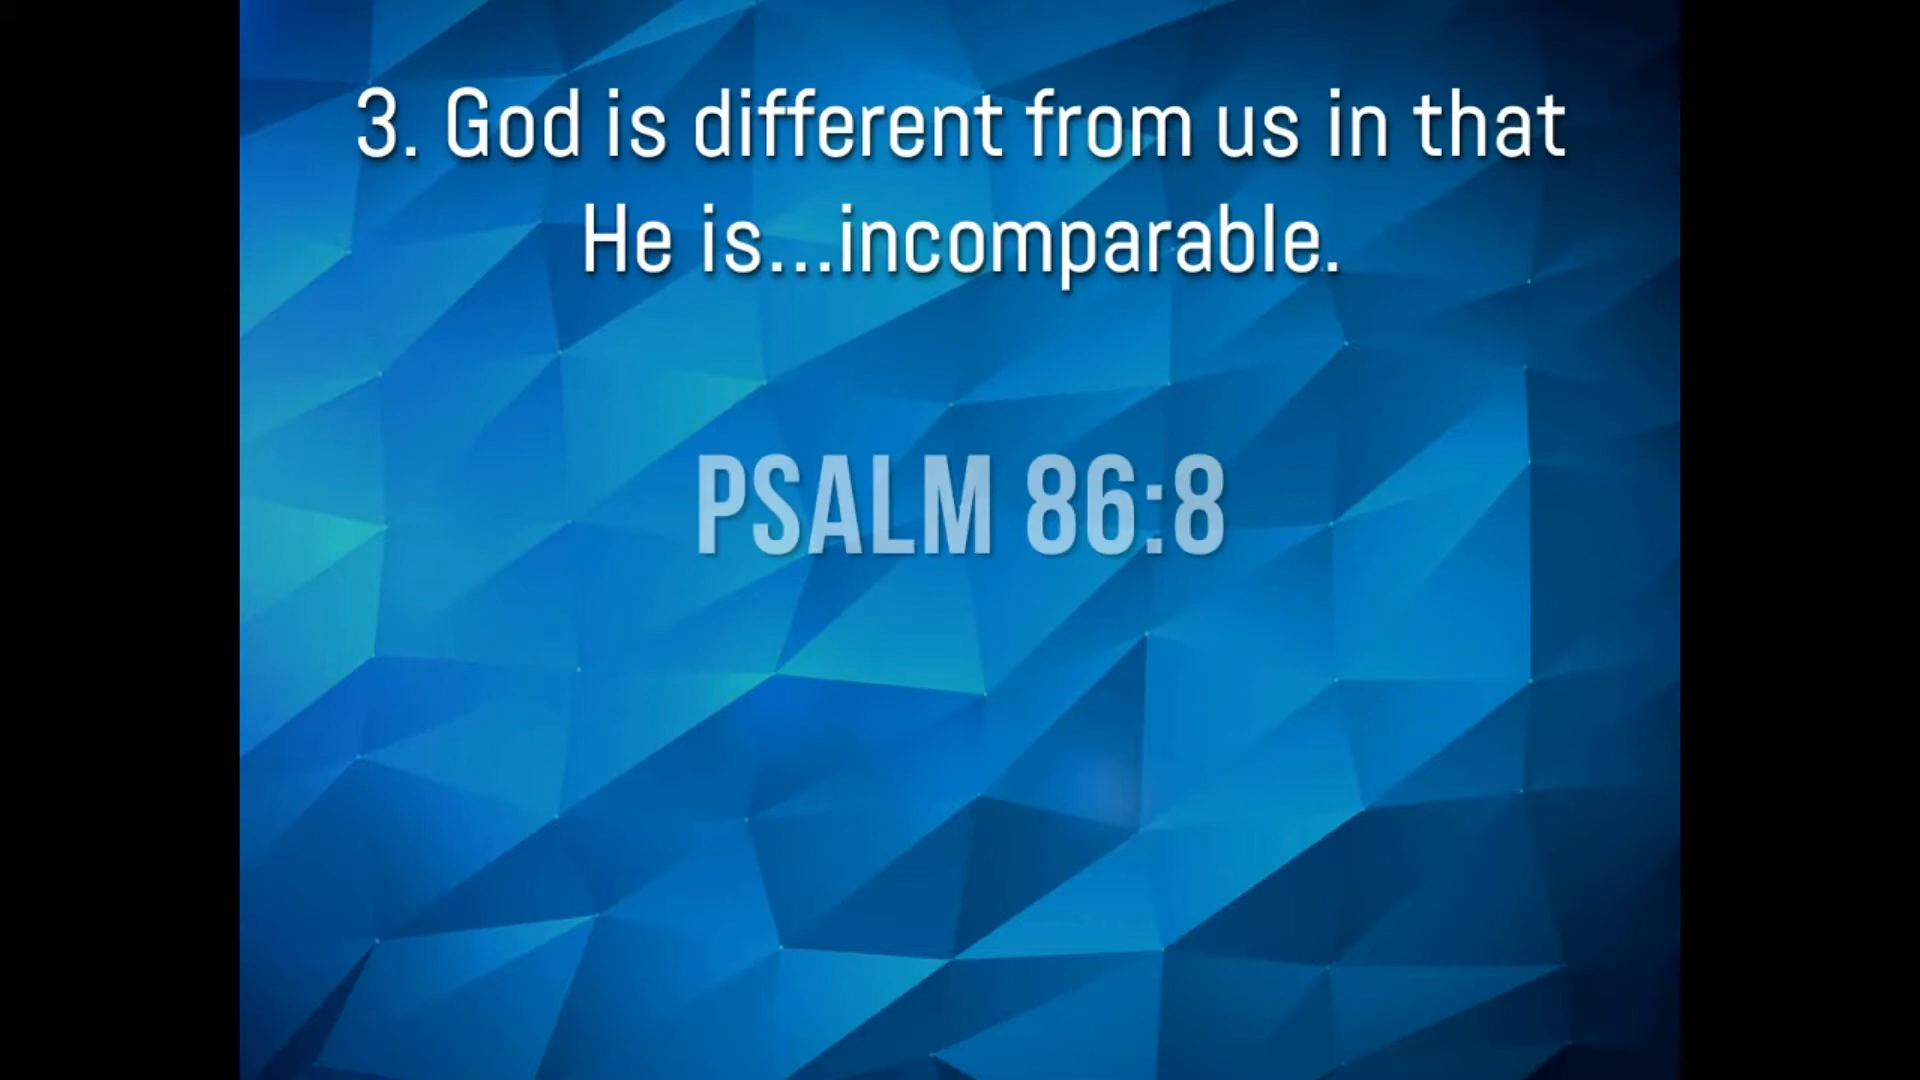 3. God is different from us in that
He is...incomparable.
PSALM 86:8